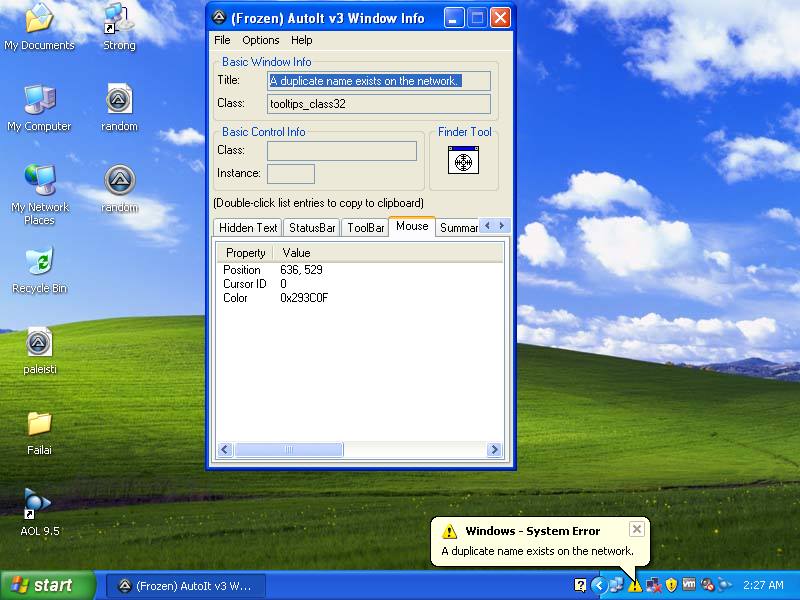 My Documents
Strong
My Computer
random
My Network
Places
random
Recycle Bin
paleisti
Failai
AOL 9.5
(Frozen) AutoIt v3 Window Info
File Options Help
Basic Window Info
Title: A duplicate name exists on the network.
Class: tooltips_class32
Basic Control Info
Finder Tool
Class:
Instance:
(Double-click list entries to copy to clipboard)
Hidden Text StatusBar ToolBar Mouse Summar
Property Value
Position 636, 529
Cursor ID 0
Color 0x293C0F
Windows - System Error
A duplicate name exists on the network.
start
(Frozen) AutoIt v3 W...
?
vm
2:27 AM